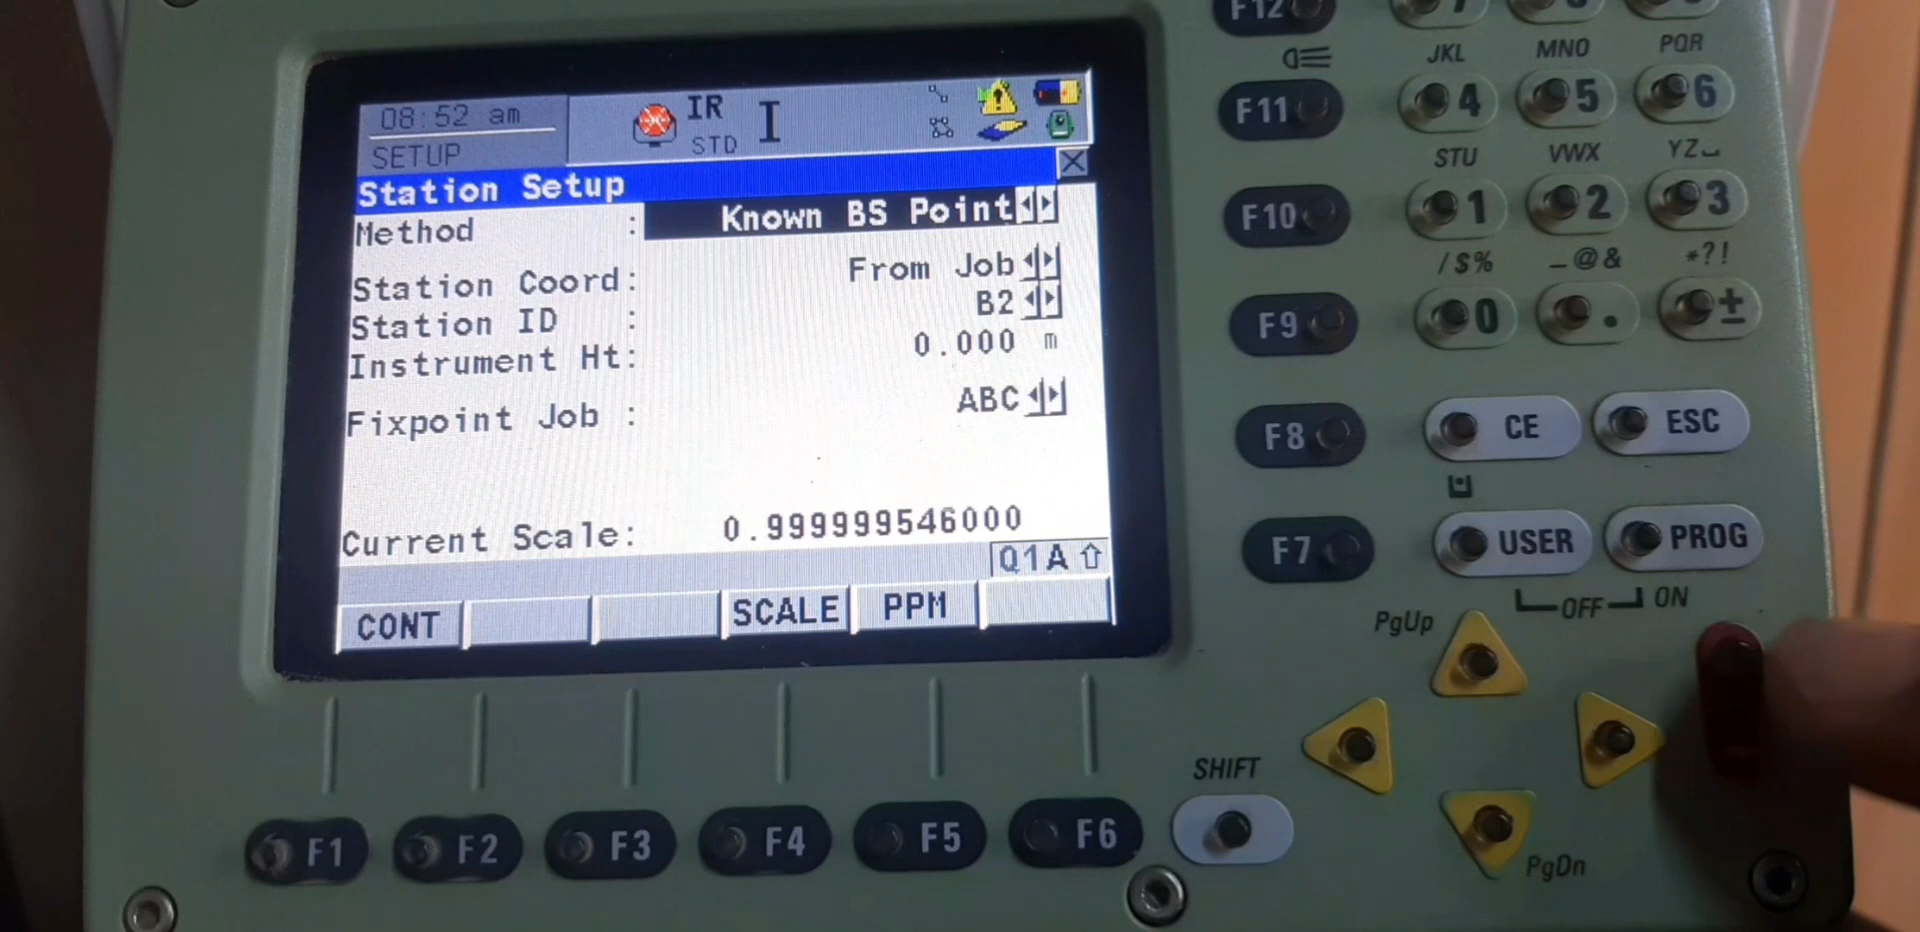 08:52 am
SETUP
IR
STD
I
Station Setup
Method : Known BS Point
Station Coord: From Job
Station ID : B2
Instrument Ht: 0.000 m
Fixpoint Job : ABC
Current Scale: 0.999999546000
Q1A⇧
CONT SCALE PPM
F1 F2 F3 F4 F5 F6
SHIFT
F12
F11
F10
F9
F8
F7
JKL MNO PQR
4 5 6
STU VWX YZ⎵
1 2 3
/$% _@& *?!
0 . ±
CE ESC
USER PROG
OFF ON
PgUp
PgDn